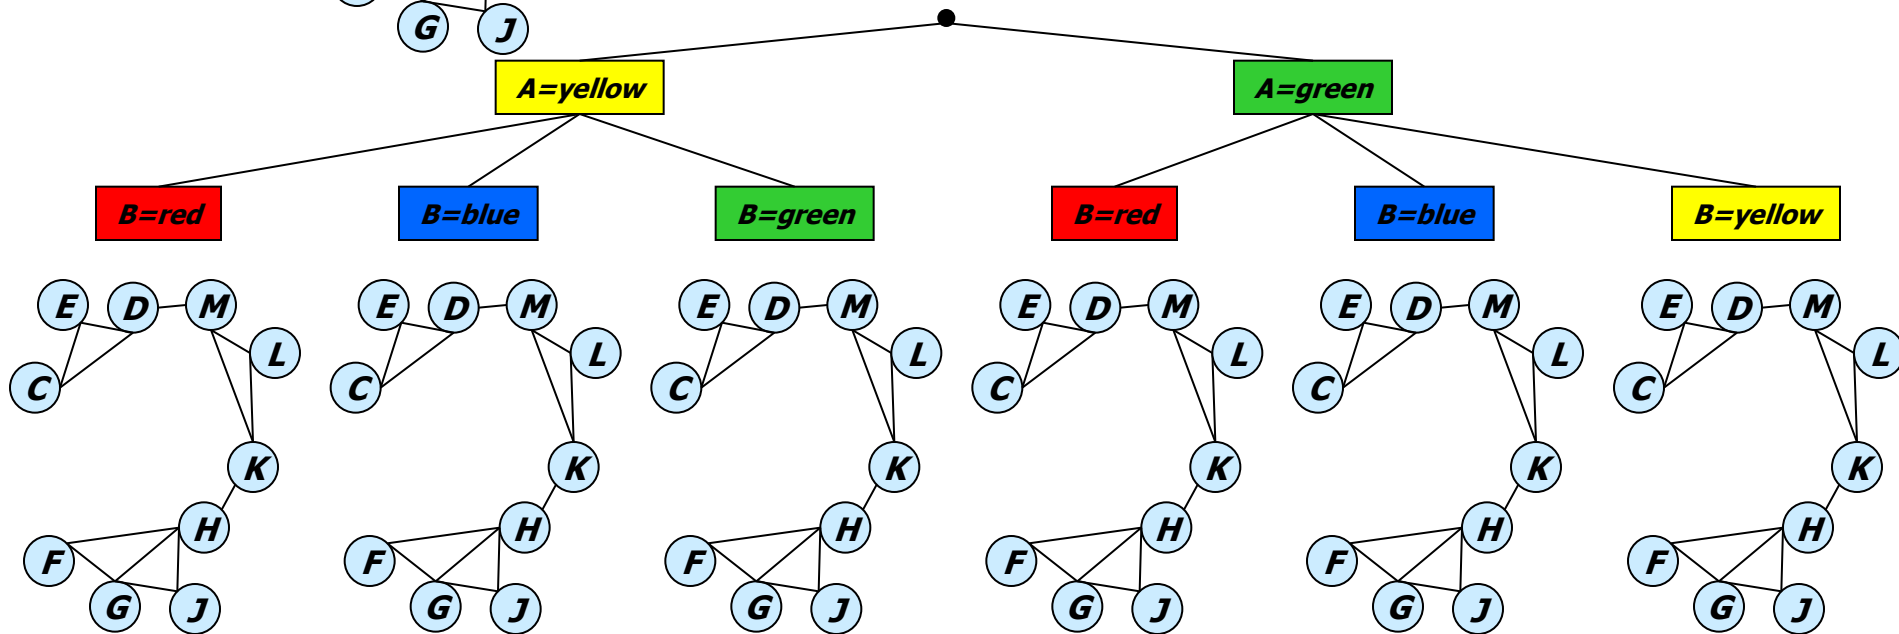 G J
A=yellow A=green
B=red B=blue B=green B=red B=blue B=yellow
E D M E D M E D M E D M E D M E D M
L L L L L L
C C C C C C
K K K K K K
H H H H H H
F F F F F F
G J G J G J G J G J G J